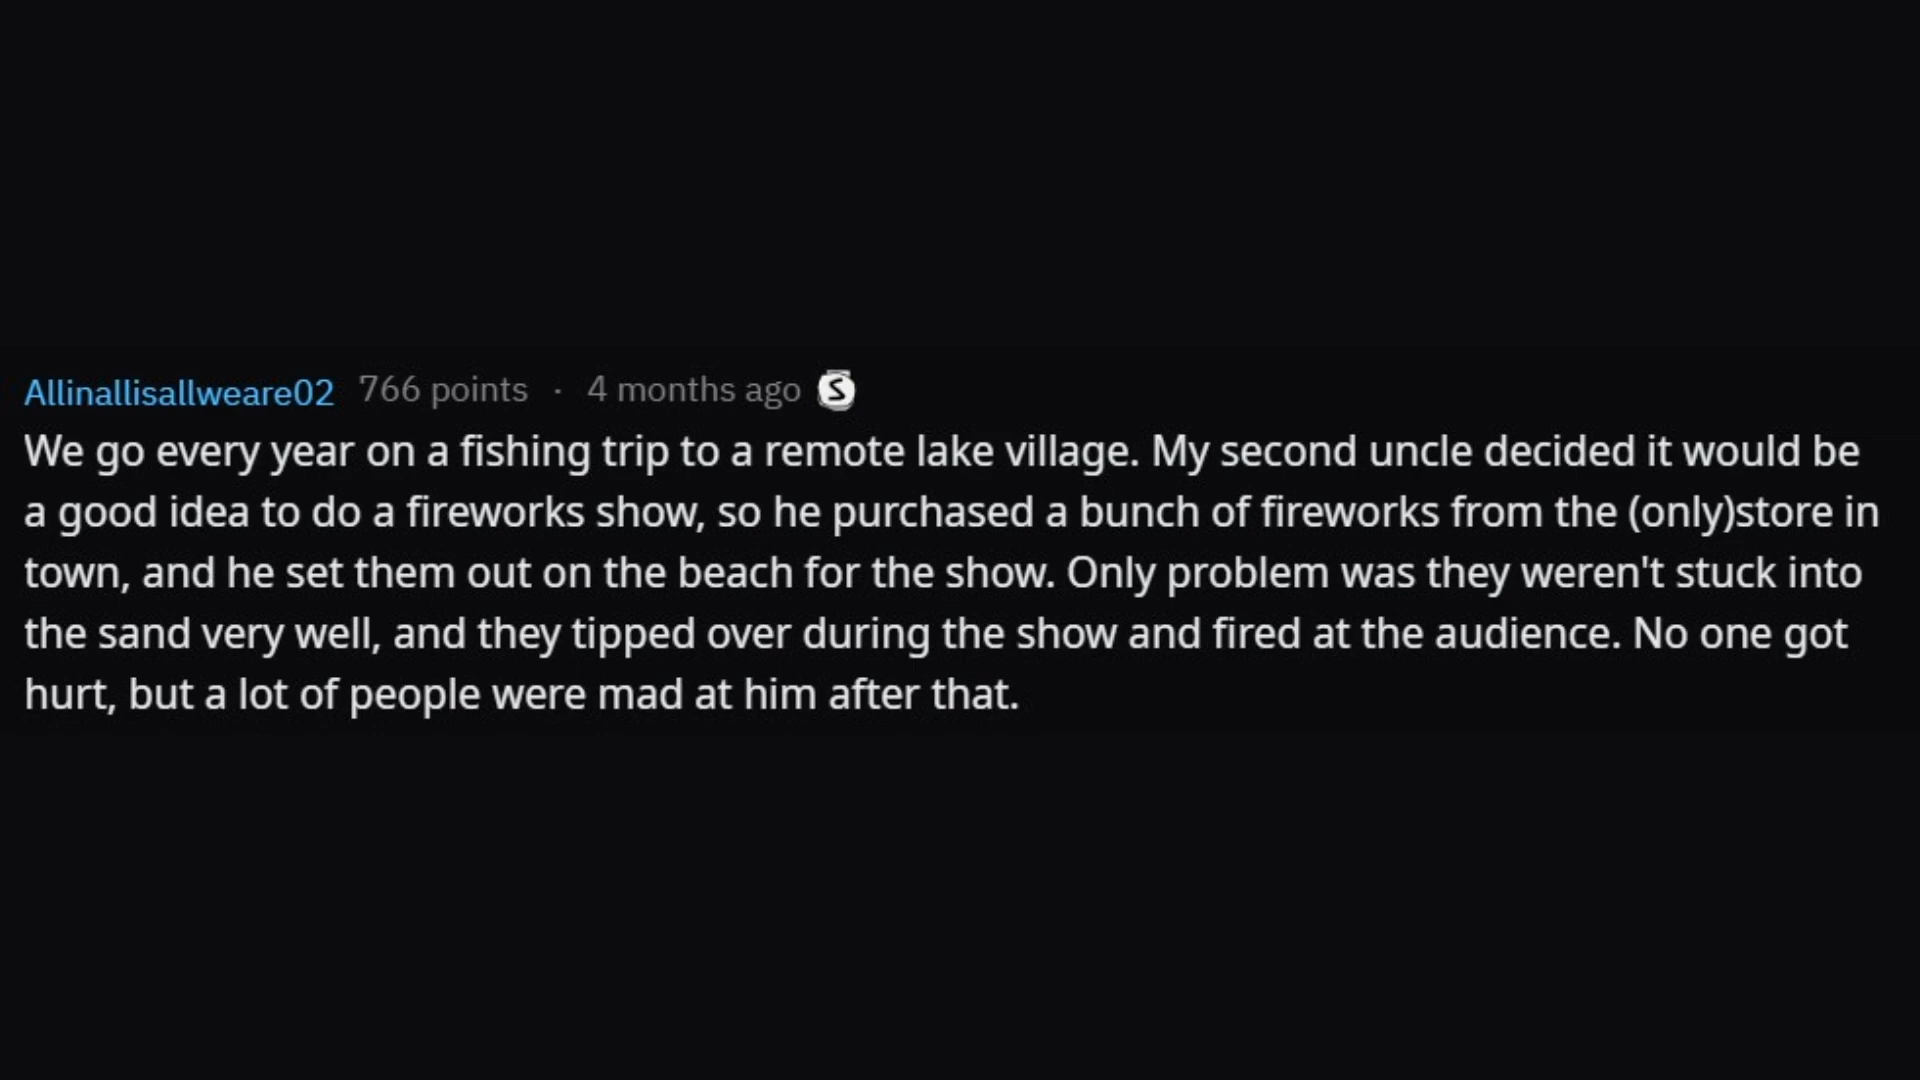 Allinallisallweare02 766 points · 4 months ago S
We go every year on a fishing trip to a remote lake village. My second uncle decided it would be
a good idea to do a fireworks show, so he purchased a bunch of fireworks from the (only)store in
town, and he set them out on the beach for the show. Only problem was they weren't stuck into
the sand very well, and they tipped over during the show and fired at the audience. No one got
hurt, but a lot of people were mad at him after that.